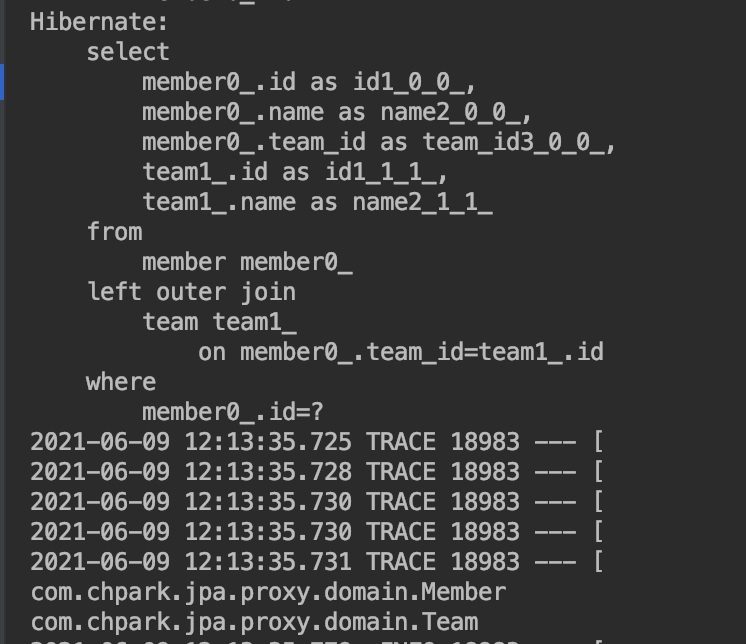 Hibernate:
    select
        member0_.id as id1_0_0_,
        member0_.name as name2_0_0_,
        member0_.team_id as team_id3_0_0_,
        team1_.id as id1_1_1_,
        team1_.name as name2_1_1_
    from
        member member0_
    left outer join
        team team1_
            on member0_.team_id=team1_.id
    where
        member0_.id=?
2021-06-09 12:13:35.725 TRACE 18983 --- [
2021-06-09 12:13:35.728 TRACE 18983 --- [
2021-06-09 12:13:35.730 TRACE 18983 --- [
2021-06-09 12:13:35.730 TRACE 18983 --- [
2021-06-09 12:13:35.731 TRACE 18983 --- [
com.chpark.jpa.proxy.domain.Member
com.chpark.jpa.proxy.domain.Team